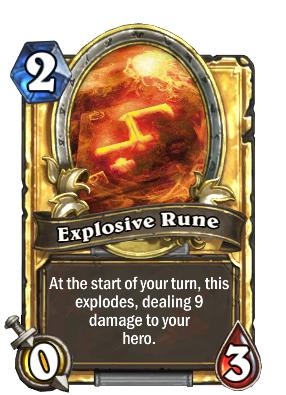 2
Explosive Rune
At the start of your turn, this
explodes, dealing 9
damage to your
hero.
0
3